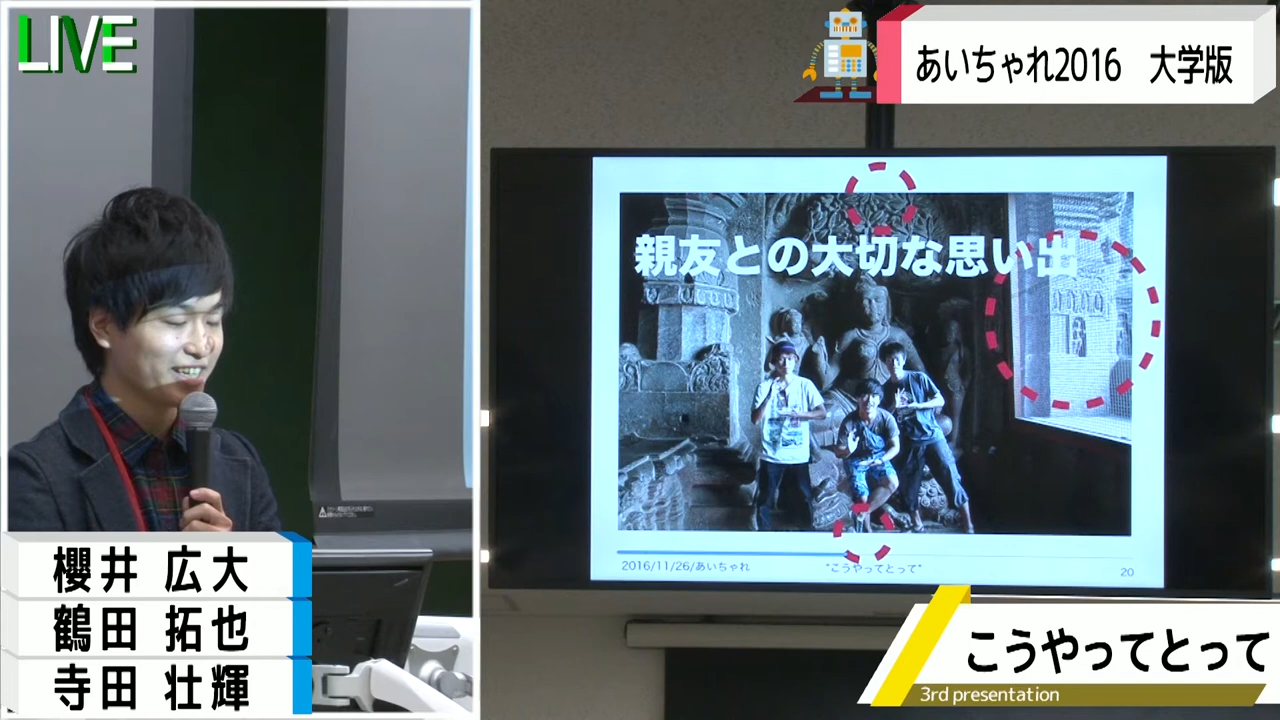 LIVE
あいちゃれ2016 大学版
親友との大切な思い出
2016/11/26/あいちゃれ
"こうやってとって"
20
櫻井 広大
鶴田 拓也
寺田 壮輝
こうやってとって
3rd presentation